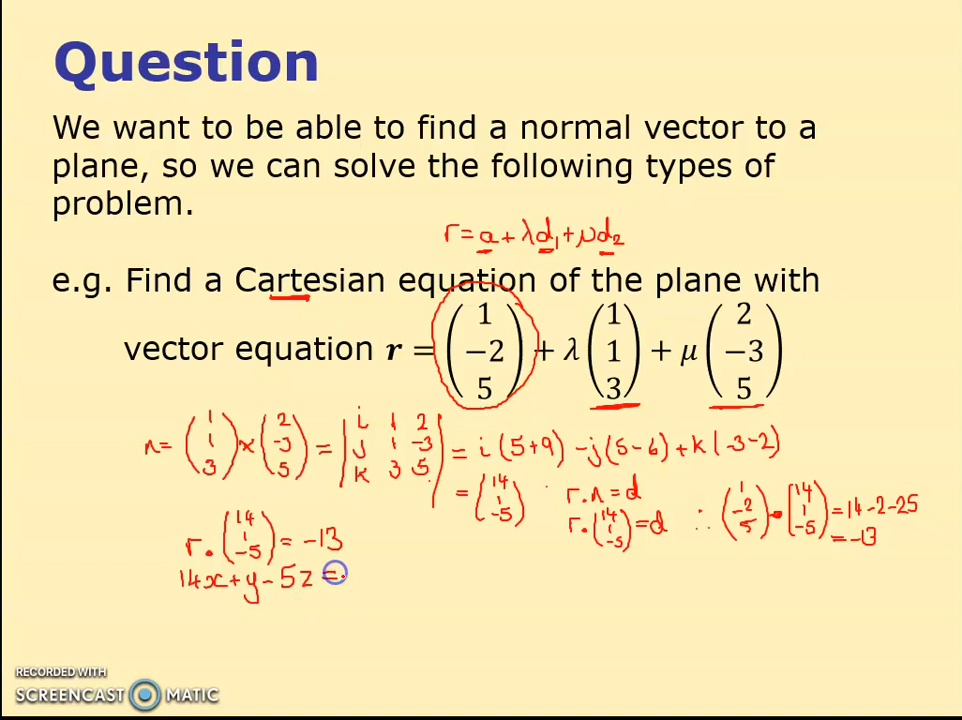 Question
We want to be able to find a normal vector to a
plane, so we can solve the following types of
problem.
r = a + λd₁ + μd₂
e.g. Find a Cartesian equation of the plane with
vector equation r = (1 −2 5) + λ (1 1 3) + μ (2 −3 5)
n = (1 1 3) × (2 -3 5) = |i 1 2 j 1 -3 k 3 5| = i(5+9) -j(5-6) + k(-3-2)
= (14 1 -5) r.n = d
r.(14 1 -5) = d ∴ (1 -2 5) . (14 1 -5) = 14-2-25
= -13
r.(14 1 -5) = -13
14x + y - 5z =
RECORDED WITH
SCREENCAST MATIC